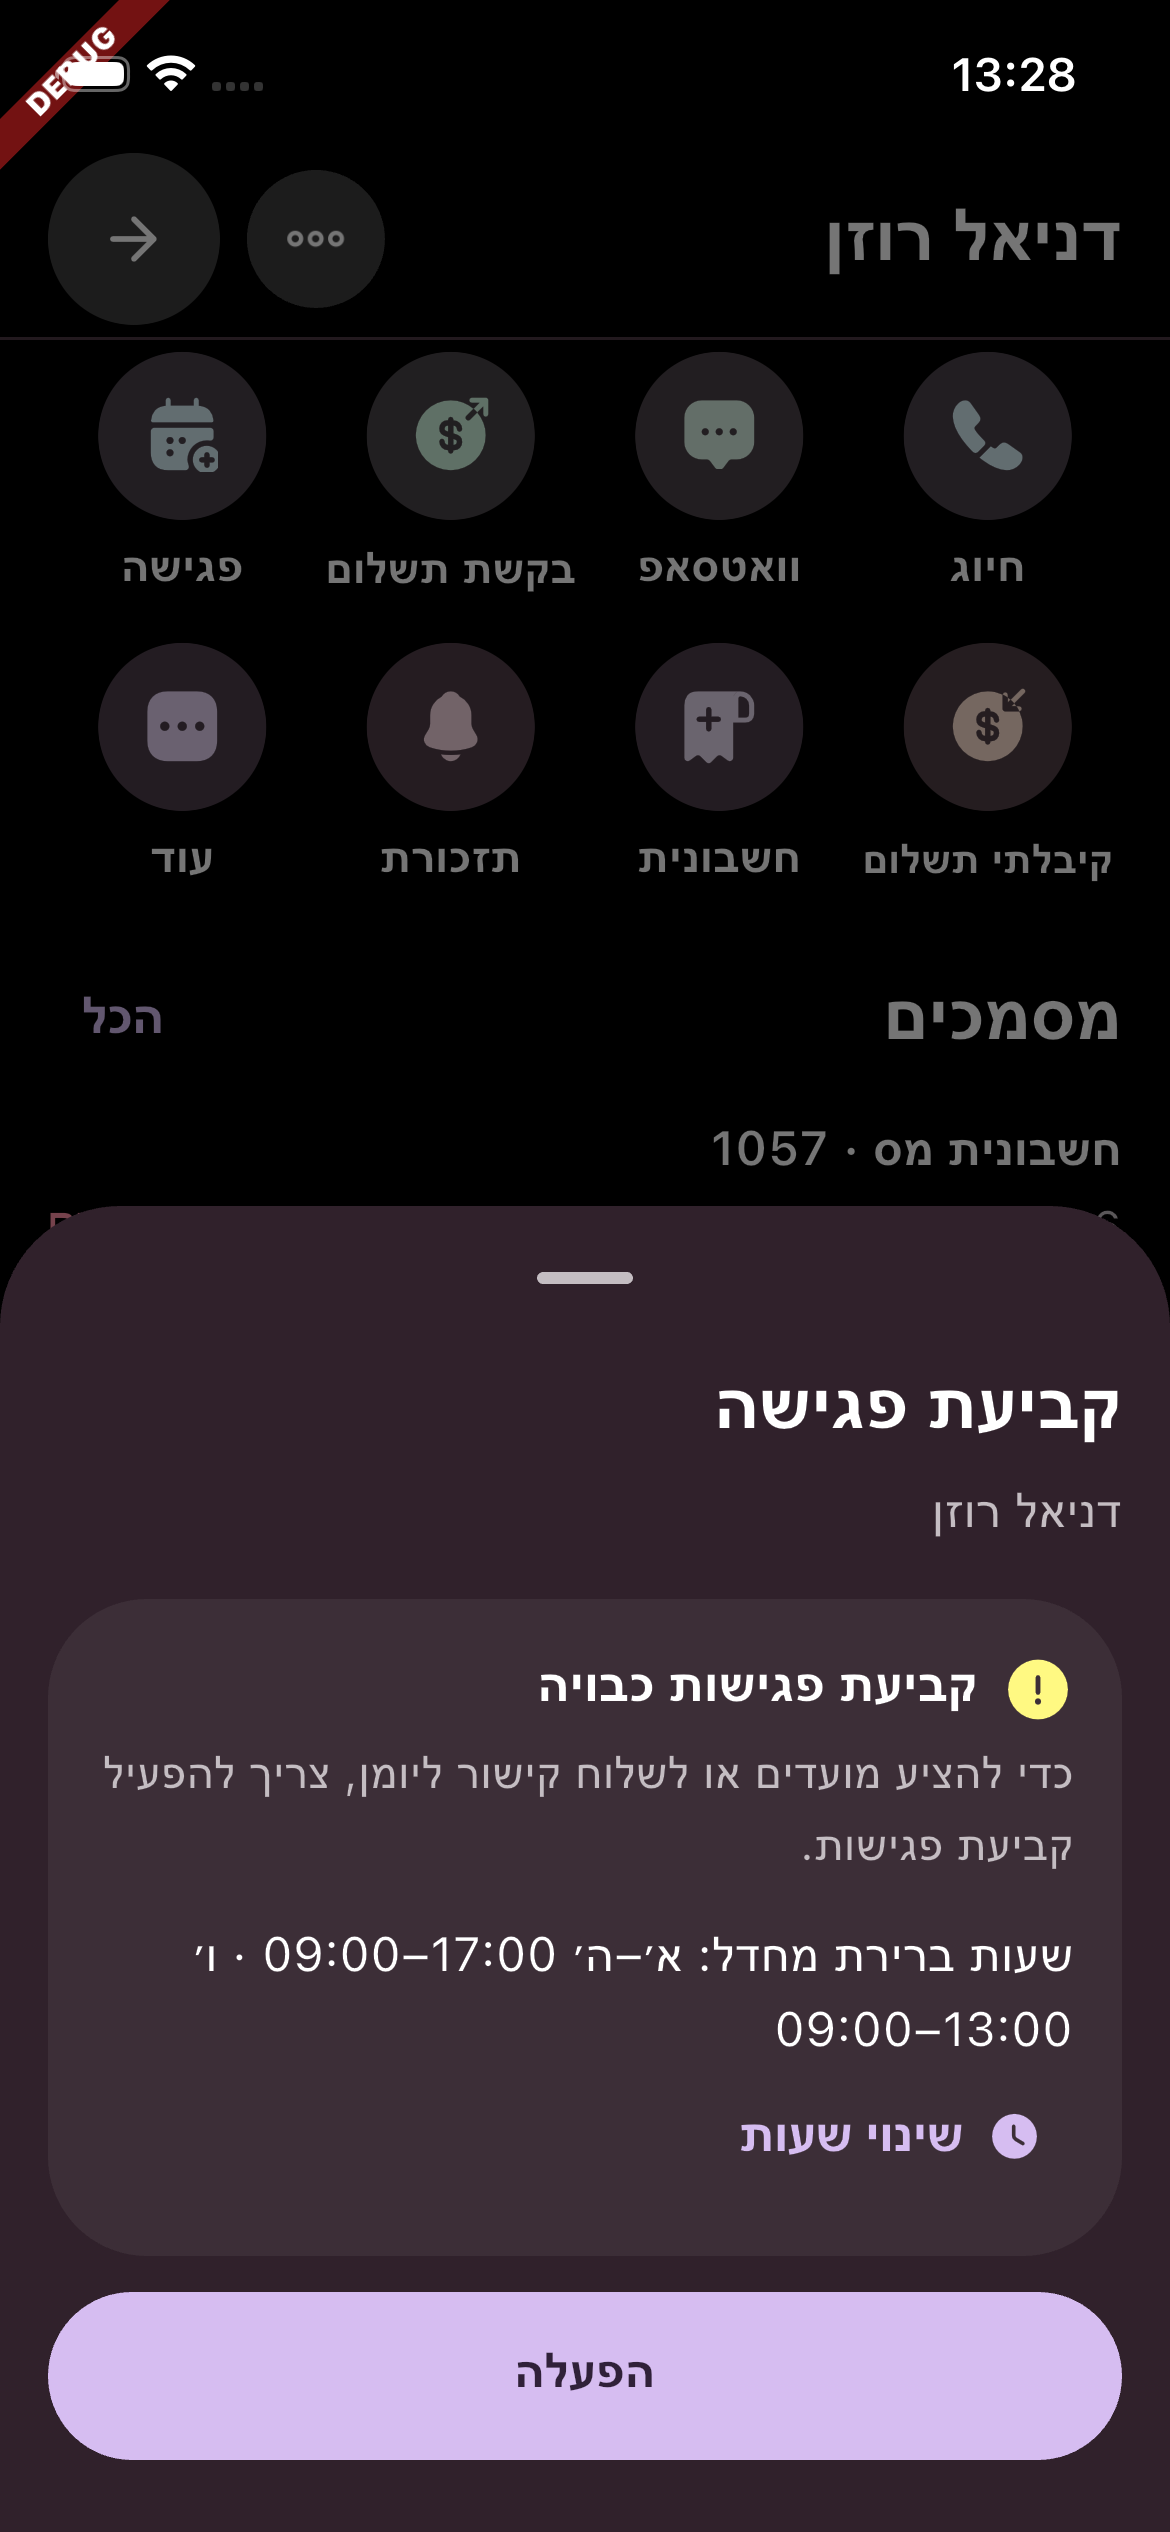 DEBUG
13:28
דניאל רוזן
חיוג
וואטסאפ
בקשת תשלום
פגישה
קיבלתי תשלום
חשבונית
תזכורת
עוד
מסמכים
הכל
חשבונית מס · 1057
קביעת פגישה
דניאל רוזן
קביעת פגישות כבויה
כדי להציע מועדים או לשלוח קישור ליומן, צריך להפעיל
קביעת פגישות.
שעות ברירת מחדל: א׳–ה׳ 09:00–17:00 · ו׳
09:00–13:00
שינוי שעות
הפעלה